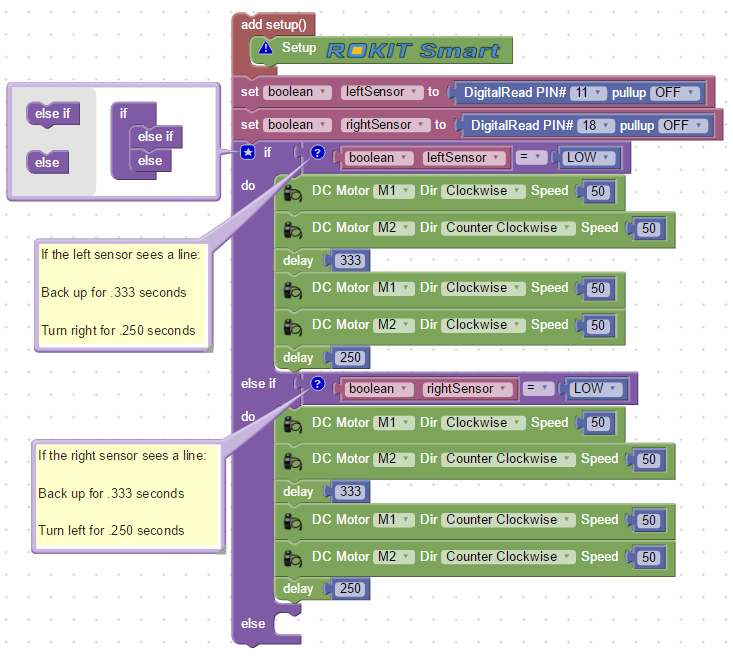 add setup()
Setup ROKIT Smart
set boolean leftSensor to DigitalRead PIN# 11 pullup OFF
set boolean rightSensor to DigitalRead PIN# 18 pullup OFF
else if
else
if
else if
else
if ? boolean leftSensor = LOW
do DC Motor M1 Dir Clockwise Speed 50
DC Motor M2 Dir Counter Clockwise Speed 50
delay 333
DC Motor M1 Dir Clockwise Speed 50
DC Motor M2 Dir Clockwise Speed 50
delay 250
If the left sensor sees a line:
Back up for .333 seconds
Turn right for .250 seconds
else if ? boolean rightSensor = LOW
do DC Motor M1 Dir Clockwise Speed 50
DC Motor M2 Dir Counter Clockwise Speed 50
delay 333
DC Motor M1 Dir Counter Clockwise Speed 50
DC Motor M2 Dir Counter Clockwise Speed 50
delay 250
If the right sensor sees a line:
Back up for .333 seconds
Turn left for .250 seconds
else